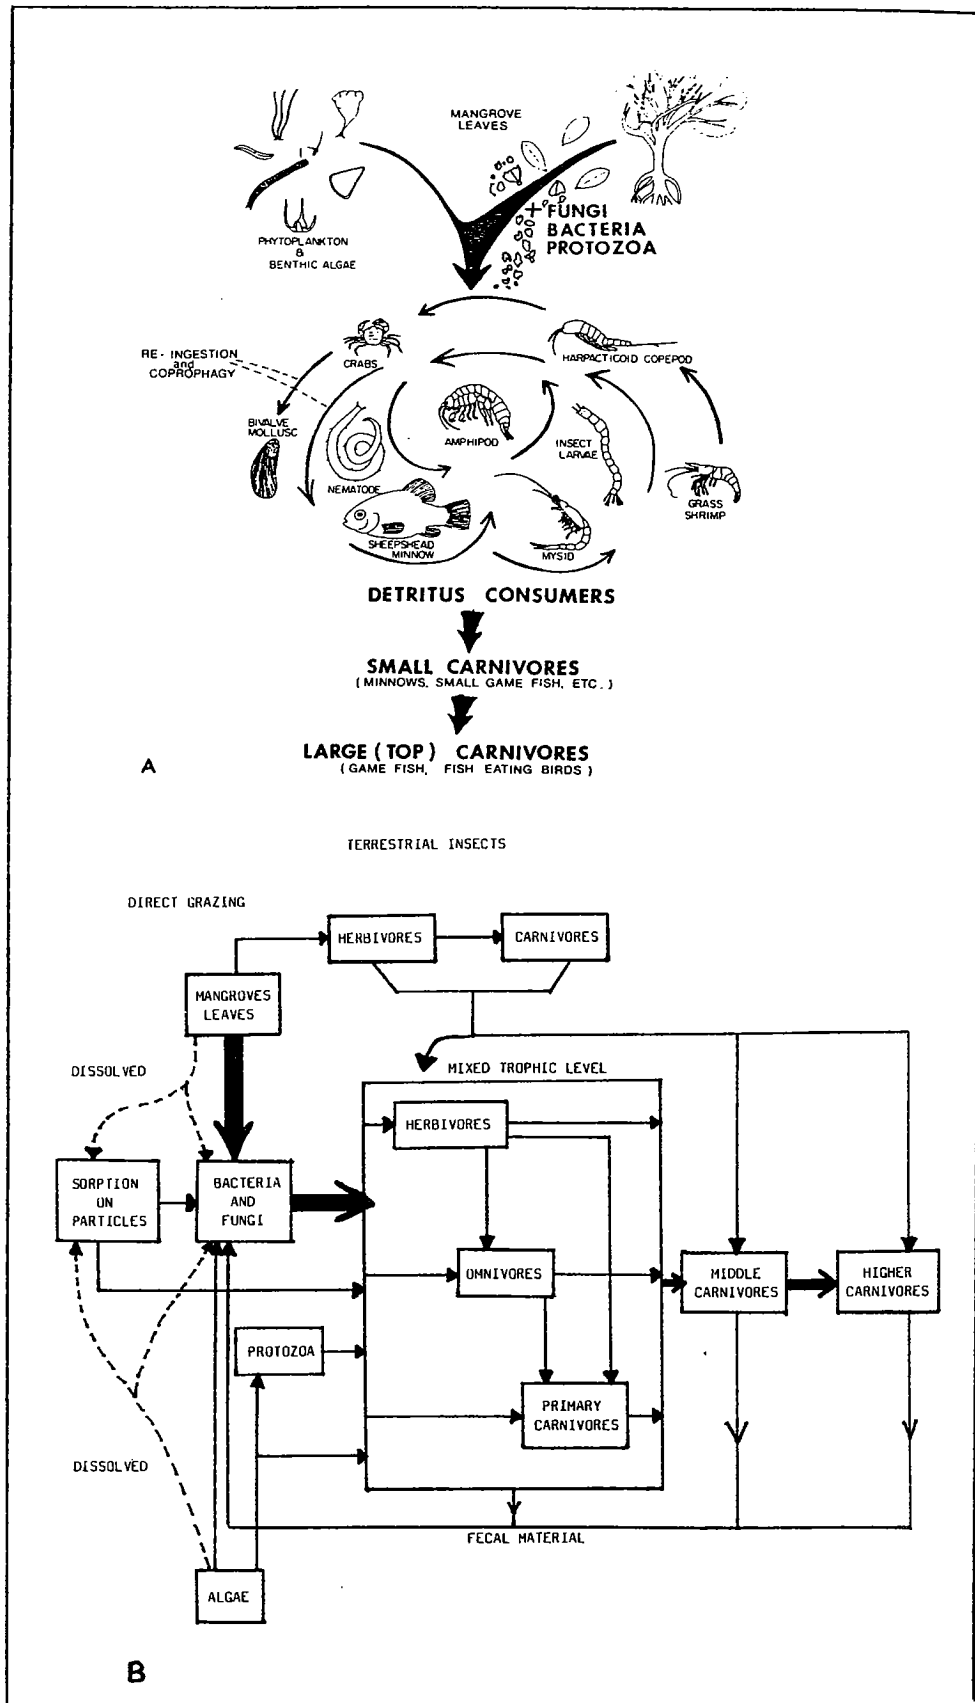 MANGROVE
LEAVES
+ FUNGI
BACTERIA
PROTOZOA
PHYTOPLANKTON
&
BENTHIC ALGAE
RE- INGESTION
and
COPROPHAGY
CRABS
HARPACTICOID COPEPOD
BIVALVE
MOLLUSC
NEMATODE
AMPHIPOD
INSECT
LARVAE
GRASS
SHRIMP
SHEEPSHEAD
MINNOW
MYSID
DETRITUS CONSUMERS
SMALL CARNIVORES
(MINNOWS, SMALL GAME FISH, ETC.)
LARGE (TOP) CARNIVORES
(GAME FISH, FISH EATING BIRDS)
A
TERRESTRIAL INSECTS
DIRECT GRAZING
HERBIVORES
CARNIVORES
MANGROVES
LEAVES
DISSOLVED
MIXED TROPHIC LEVEL
HERBIVORES
SORPTION
ON
PARTICLES
BACTERIA
AND
FUNGI
OMNIVORES
MIDDLE
CARNIVORES
HIGHER
CARNIVORES
PROTOZOA
PRIMARY
CARNIVORES
DISSOLVED
FECAL MATERIAL
ALGAE
B